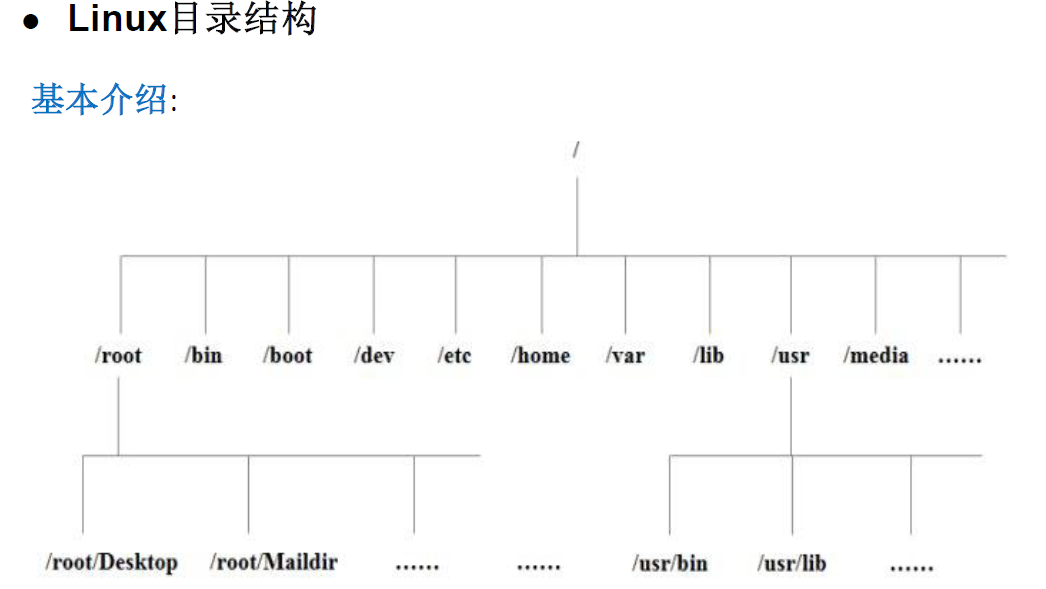 ● Linux目录结构
基本介绍:
/
/root /bin /boot /dev /etc /home /var /lib /usr /media ……
/root/Desktop /root/Maildir …… …… /usr/bin /usr/lib ……